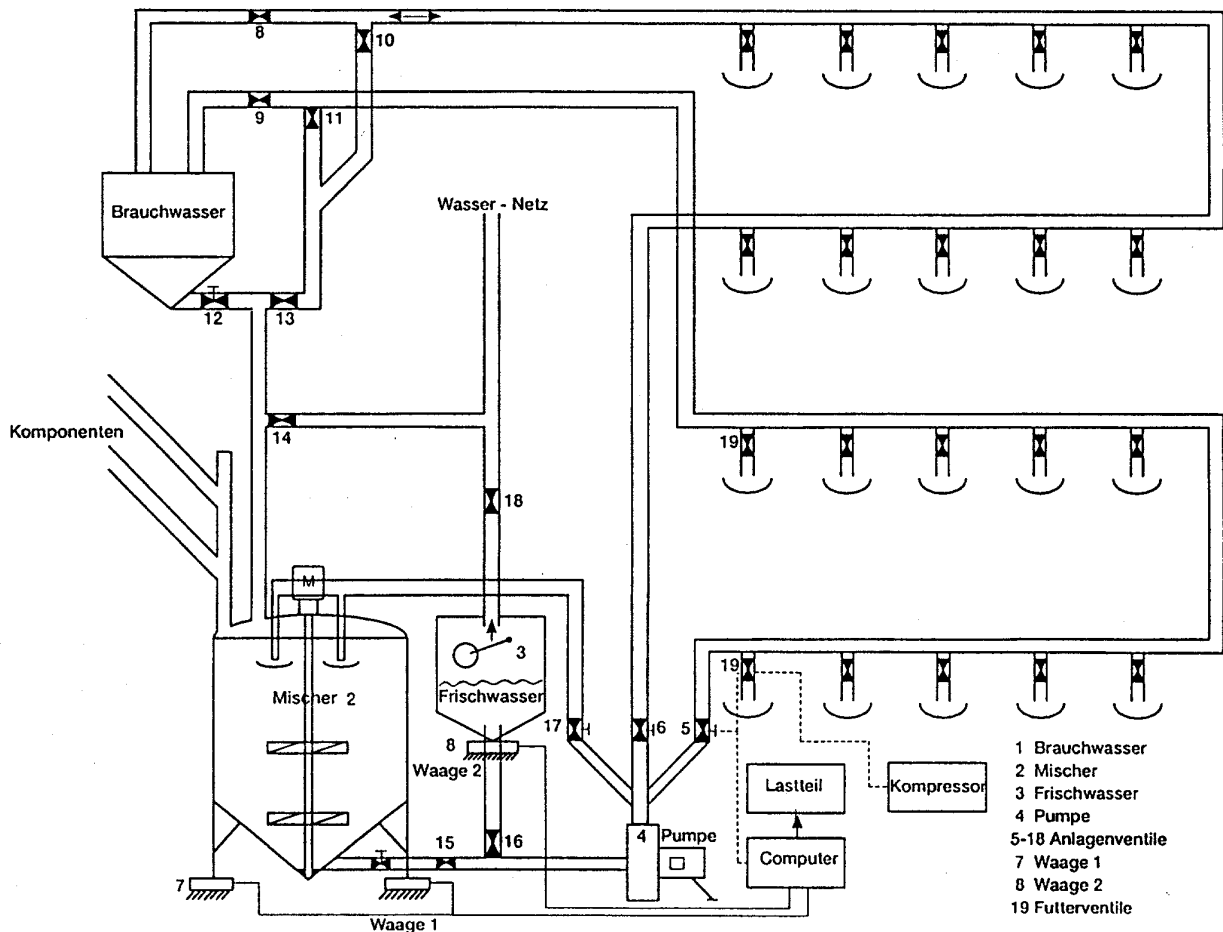 8
10
9
11
Brauchwasser
Wasser - Netz
12
13
14
Komponenten
19
18
M
3
Mischer 2
Frischwasser
19
17
6
5
8
Waage 2
Lastteil
Kompressor
4
Pumpe
15
16
Computer
7
Waage 1
1 Brauchwasser
2 Mischer
3 Frischwasser
4 Pumpe
5-18 Anlagenventile
7 Waage 1
8 Waage 2
19 Futterventile